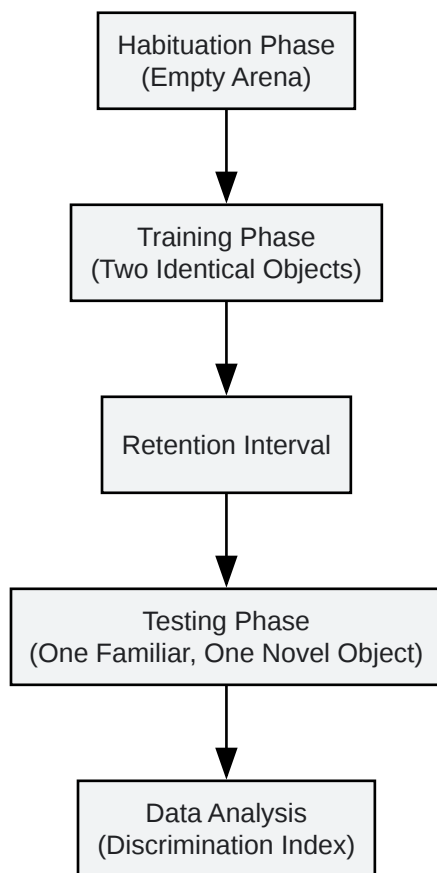 Habituation Phase
(Empty Arena)
Training Phase
(Two Identical Objects)
Retention Interval
Testing Phase
(One Familiar, One Novel Object)
Data Analysis
(Discrimination Index)